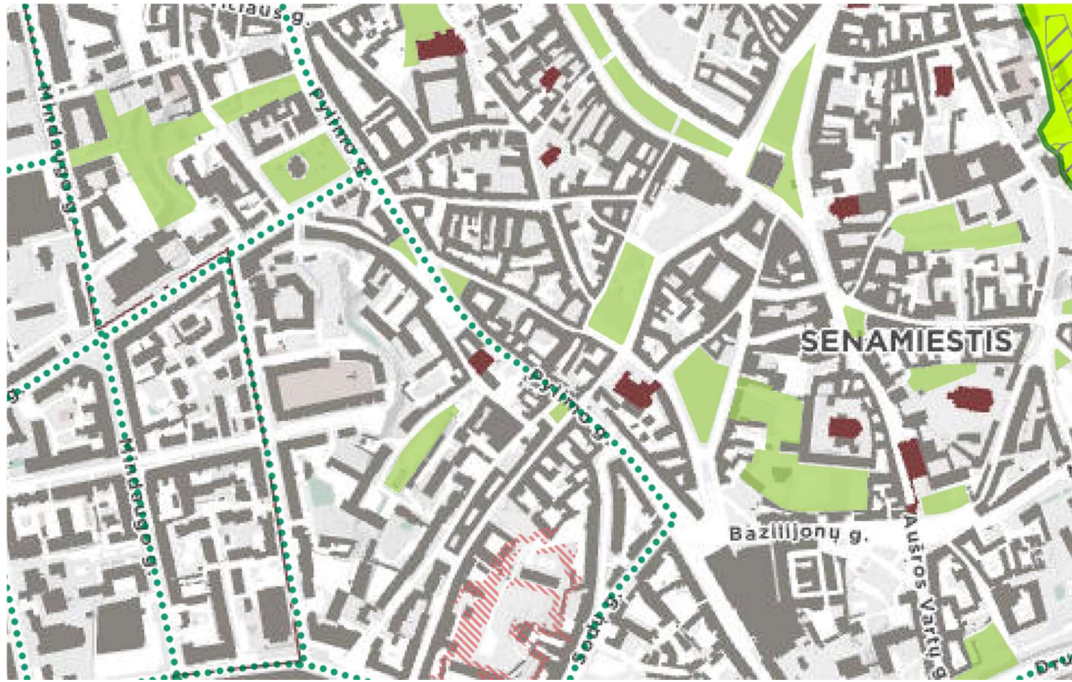 Pylimo g.
Mindaugo g.
SENAMIESTIS
Pylimo g.
g.
Mindaugo g.
Bazilijonų g.
Aušros Vartų g.
Sodų g.